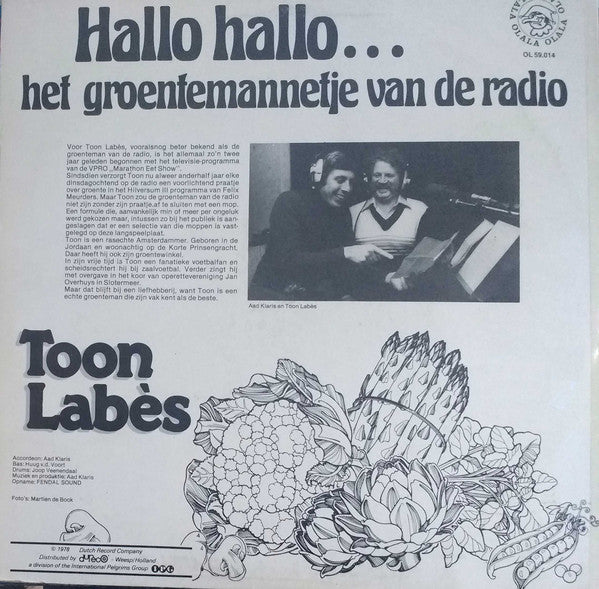 Hallo hallo...
OLALA OLALA OLALA
OL 59.014
het groentemannetje van de radio
Voor Toon Labès, vooralsnog beter bekend als de
groenteman van de radio, is het allemaal zo'n twee
jaar geleden begonnen met het televisie-programma
van de VPRO „Marathon Eet Show".
Sindsdien verzorgt Toon nu alweer anderhalf jaar elke
dinsdagochtend op de radio een voorlichtend praatje
over groente in het Hilversum III programma van Felix
Meurders. Maar Toon zou de groenteman van de radio
niet zijn zonder zijn praatje af te sluiten met een mop.
Een formule die, aanvankelijk min of meer per ongeluk
werd gekozen maar, intussen zo bij het publiek is aan-
geslagen dat er een selectie van die moppen is vast-
gelegd op deze langspeelplaat.
Toon is een rasechte Amsterdammer. Geboren in de
Jordaan en woonachtig op de Korte Prinsengracht.
Daar heeft hij ook zijn groentewinkel.
In zijn vrije tijd is Toon een fanatieke voetbalfan en
scheidsrechtert hij bij zaalvoetbal. Verder zingt hij
met overgave in het koor van operettevereniging Jan
Overhuys in Slotermeer.
Maar dat blijft bij een liefhebberij, want Toon is een
echte groenteman die zijn vak kent als de beste.
Aad Klaris en Toon Labès
Toon
Labès
Accordeon: Aad Klaris
Bas: Huug v.d. Voort
Drums: Joop Veenendaal
Muziek en produktie: Aad Klaris
Opname: FENDAL SOUND
Foto's: Martien de Bock
© 1978 Dutch Record Company
Distributed by dureco - Weesp/Holland
a division of the International Pelgrims Group IPG